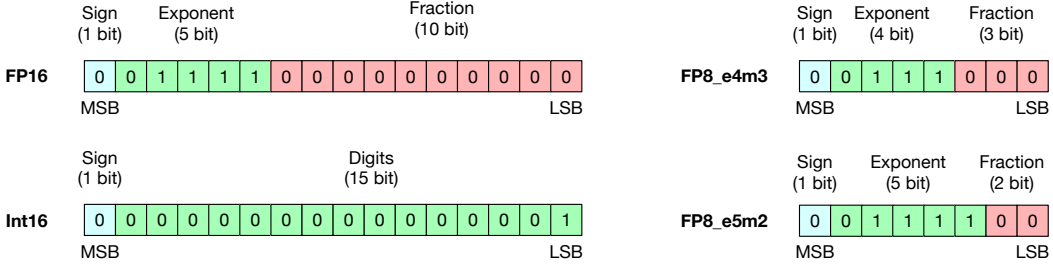 Sign Exponent Fraction
(1 bit) (5 bit) (10 bit)
FP16 0 0 1 1 1 1 0 0 0 0 0 0 0 0 0 0
MSB LSB
Sign Exponent Fraction
(1 bit) (4 bit) (3 bit)
FP8_e4m3 0 0 1 1 1 0 0 0
MSB LSB
Sign Digits
(1 bit) (15 bit)
Int16 0 0 0 0 0 0 0 0 0 0 0 0 0 0 0 1
MSB LSB
Sign Exponent Fraction
(1 bit) (5 bit) (2 bit)
FP8_e5m2 0 0 1 1 1 1 0 0
MSB LSB